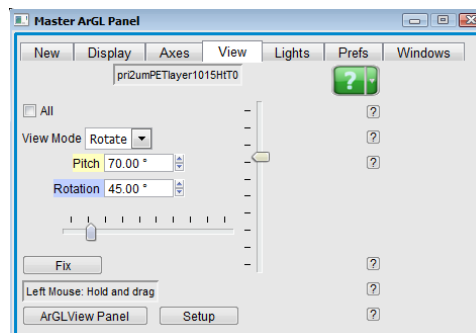 Master ArGL Panel
New Display Axes View Lights Prefs Windows
pri2umPETlayer1015HtT0
?
All ?
View Mode Rotate ?
Pitch 70.00 ° ?
Rotation 45.00 °
Fix ?
Left Mouse: Hold and drag ?
ArGLView Panel Setup ?